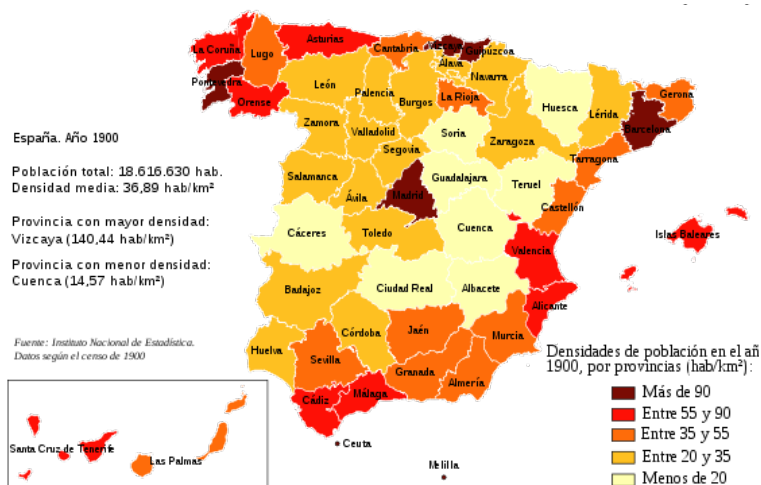 España. Año 1900
Población total: 18.616.630 hab.
Densidad media: 36,89 hab/km²
Provincia con mayor densidad:
Vizcaya (140,44 hab/km²)
Provincia con menor densidad:
Cuenca (14,57 hab/km²)
Fuente: Instituto Nacional de Estadística.
Datos según el censo de 1900
La Coruña
Lugo
Asturias
Cantabria
Vizcaya
Guipúzcoa
Pontevedra
Orense
León
Palencia
Burgos
Álava
Navarra
La Rioja
Huesca
Lérida
Gerona
Barcelona
Zamora
Valladolid
Soria
Zaragoza
Tarragona
Segovia
Salamanca
Ávila
Madrid
Guadalajara
Teruel
Castellón
Cáceres
Toledo
Cuenca
Valencia
Islas Baleares
Badajoz
Ciudad Real
Albacete
Alicante
Huelva
Córdoba
Jaén
Murcia
Sevilla
Granada
Almería
Cádiz
Málaga
Ceuta
Melilla
Santa Cruz de Tenerife
Las Palmas
Densidades de población en el añ
1900, por provincias (hab/km²):
Más de 90
Entre 55 y 90
Entre 35 y 55
Entre 20 y 35
Menos de 20